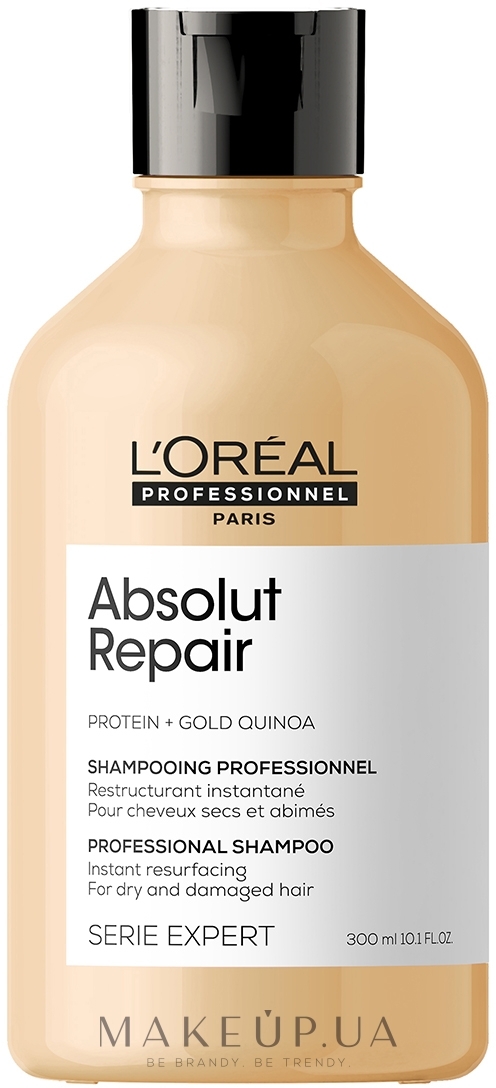 L'ORÉAL
PROFESSIONNEL
PARIS
Absolut
Repair
PROTEIN + GOLD QUINOA
SHAMPOOING PROFESSIONNEL
Restructurant instantané
Pour cheveux secs et abimés
PROFESSIONAL SHAMPOO
Instant resurfacing
For dry and damaged hair
SERIE EXPERT 300 ml 10.1 FL.OZ.
MAKEUP.UA
BE BRANDY. BE TRENDY.